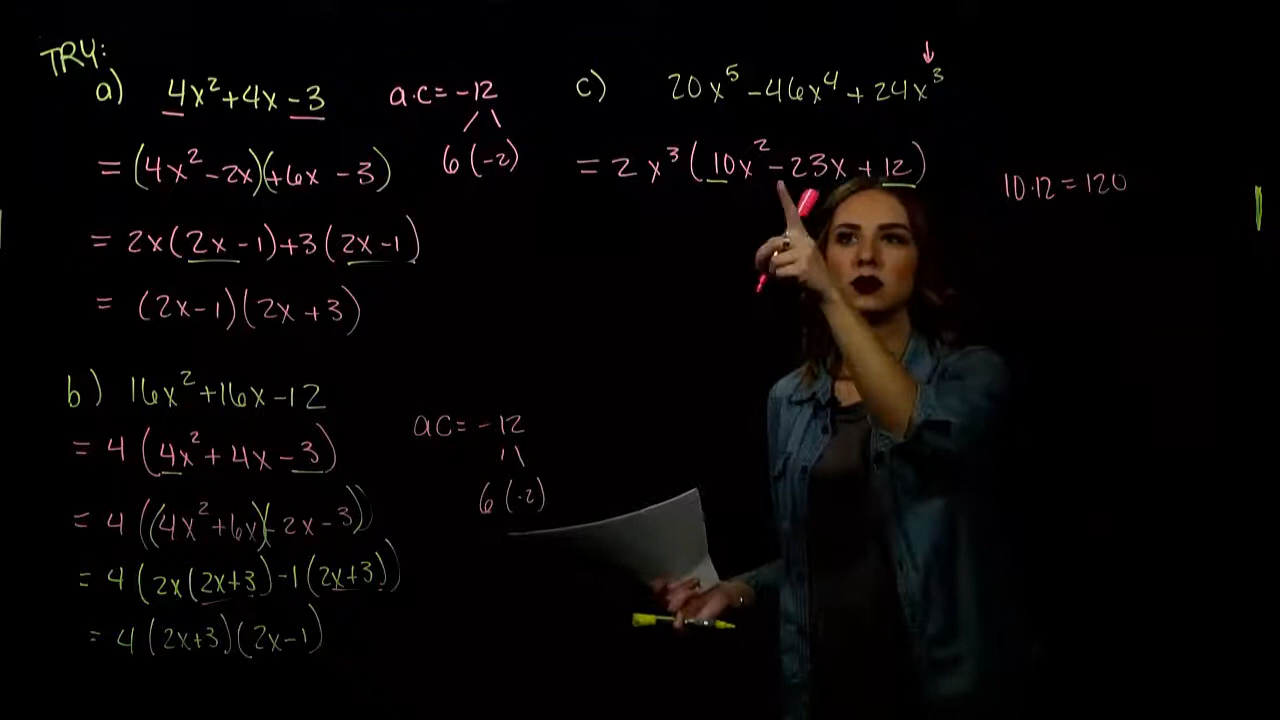 TRY:
a) 4x² + 4x - 3
a·c = -12
6 (-2)
= (4x² - 2x)(+6x - 3)
= 2x(2x - 1) + 3(2x - 1)
= (2x - 1)(2x + 3)
b) 16x² + 16x - 12
= 4(4x² + 4x - 3)
ac = -12
6 (-2)
= 4((4x² + 6x)(-2x - 3))
= 4(2x(2x + 3) - 1(2x + 3))
= 4(2x + 3)(2x - 1)
c) 20x⁵ - 46x⁴ + 24x³
= 2x³(10x² - 23x + 12)
10·12 = 120